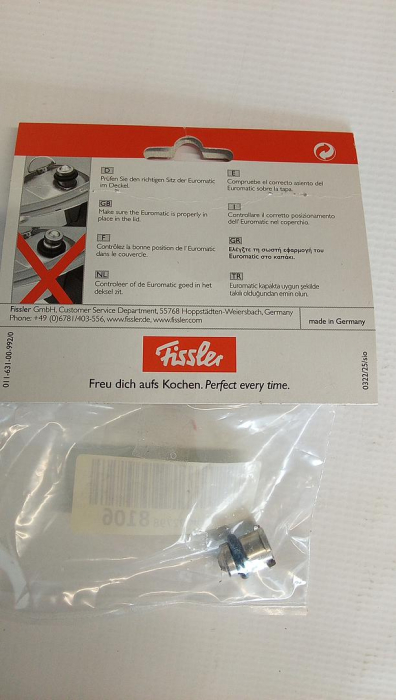 D
Prüfen Sie den richtigen Sitz der Euromatic
im Deckel.
GB
Make sure the Euromatic is properly in
place in the lid.
F
Contrôlez la bonne position de l'Euromatic
dans le couvercle.
NL
Controleer of de Euromatic goed in het
deksel zit.
E
Compruebe el correcto asiento del
Euromatic sobre la tapa.
I
Controllare il corretto posizionamento
dell'Euromatic nel coperchio.
GR
Ελέγξτε τη σωστή εφαρμογή του
Euromatic στο καπάκι.
TR
Euromatic kapakta uygun şekilde
takılı olduğundan emin olun.
Fissler GmbH, Customer Service Department, 55768 Hoppstädten-Weiersbach, Germany
Phone: +49 (0)6781/403-556, www.fissler.de, www.fissler.com
made in Germany
Fissler
Freu dich aufs Kochen. Perfect every time.
011-631-00-992/0
0322/25/sio
8106